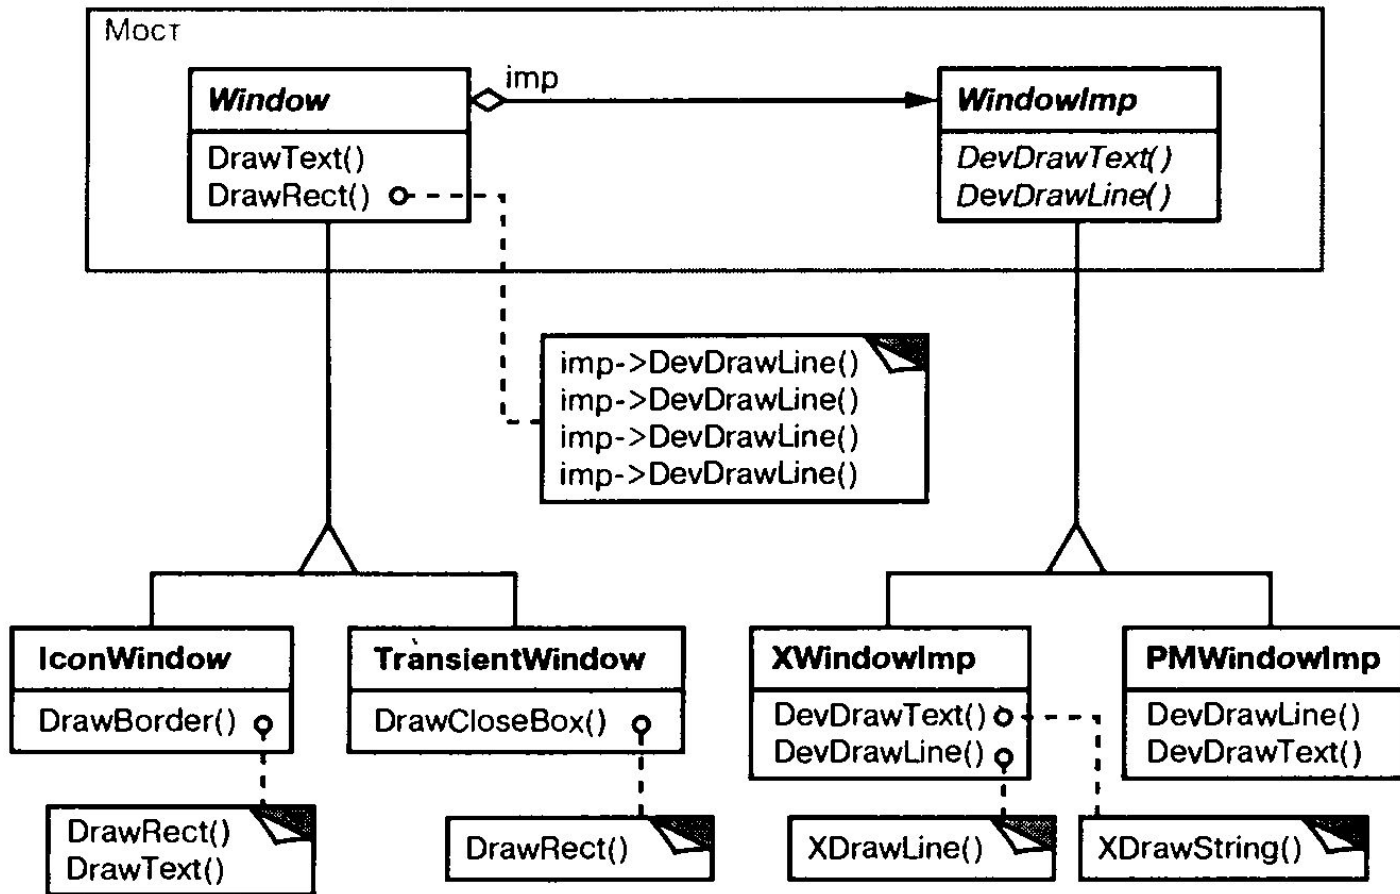 Мост
Window
imp
WindowImp
DrawText()
DrawRect()
DevDrawText()
DevDrawLine()
imp->DevDrawLine()
imp->DevDrawLine()
imp->DevDrawLine()
imp->DevDrawLine()
IconWindow
DrawBorder()
TransientWindow
DrawCloseBox()
XWindowImp
DevDrawText()
DevDrawLine()
PMWindowImp
DevDrawLine()
DevDrawText()
DrawRect()
DrawText()
DrawRect()
XDrawLine()
XDrawString()